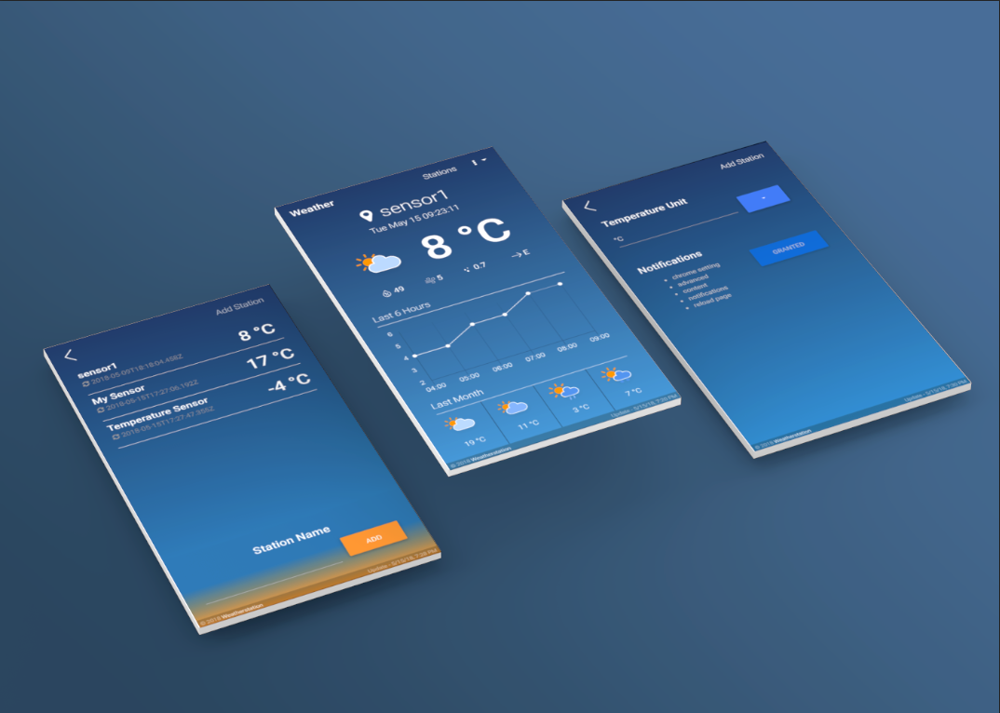 Add Station
sensor1
8 °C
2018-05-09T18:18:04.458Z
My Sensor
17 °C
2018-05-15T17:27:06.192Z
Temperature Sensor
-4 °C
2018-05-15T17:27:47.355Z
Station Name
ADD
© 2018 Weatherstation
Update : 5/15/18, 7:28 PM
Weather
Stations
sensor1
Tue May 15 09:23:11
8 °C
49
5
0.7
E
Last 6 Hours
6
5
4
3
2
04:00
05:00
06:00
07:00
08:00
09:00
Last Month
19 °C
11 °C
3 °C
7 °C
© 2018 Weatherstation
Update : 5/15/18, 7:20 PM
Add Station
Temperature Unit
°C
-
Notifications
GRANTED
chrome setting
advanced
content
notifications
reload page
© 2018 Weatherstation
Update : 5/15/18, 7:20 PM